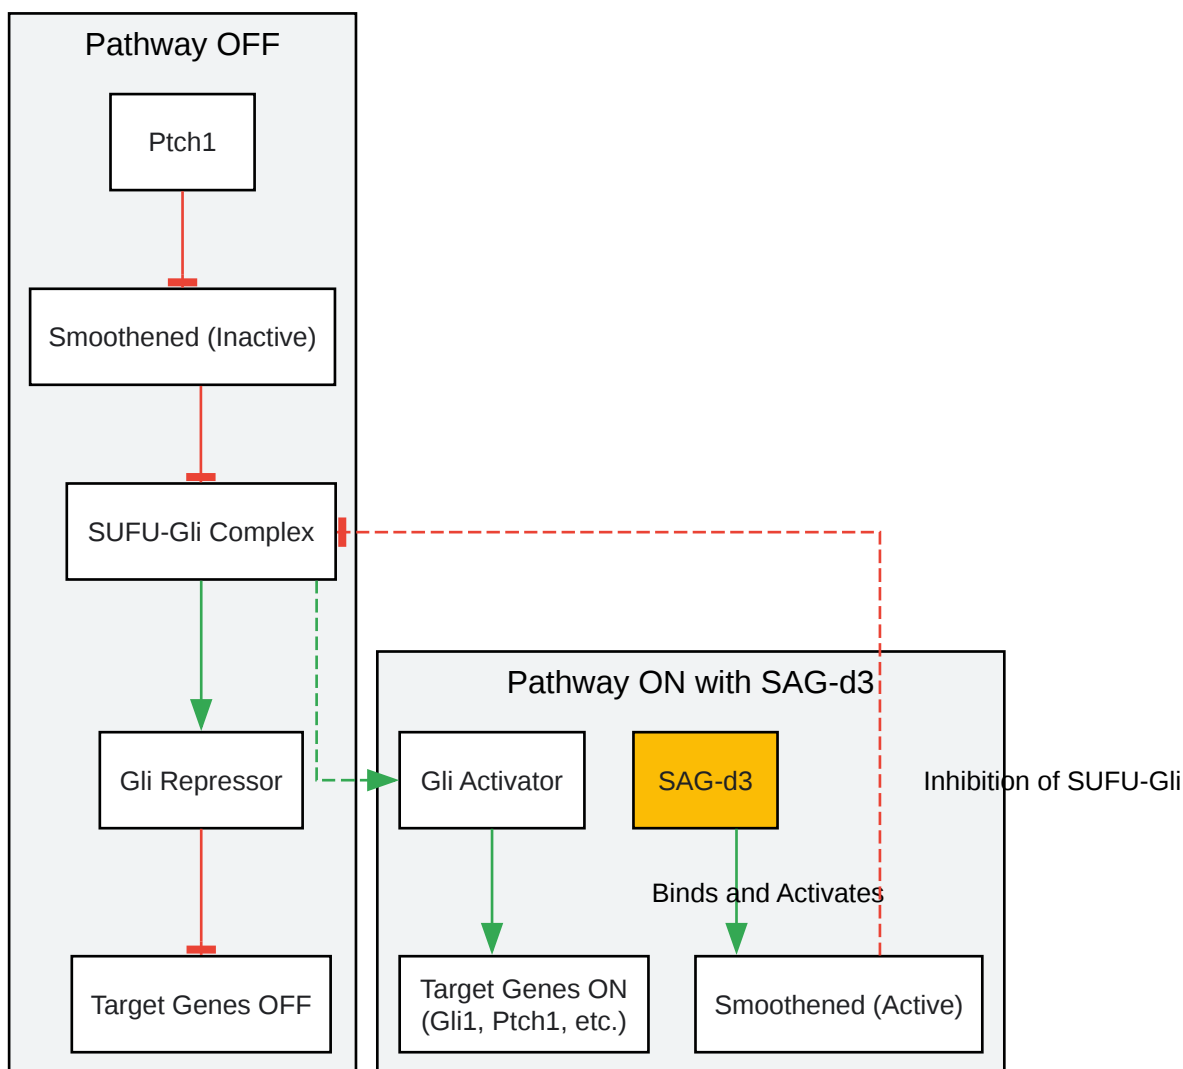 Pathway OFF
Ptch1
Smoothened (Inactive)
SUFU-Gli Complex
Gli Repressor
Target Genes OFF
Pathway ON with SAG-d3
Gli Activator
SAG-d3
Inhibition of SUFU-Gli
Binds and Activates
Target Genes ON
(Gli1, Ptch1, etc.)
Smoothened (Active)